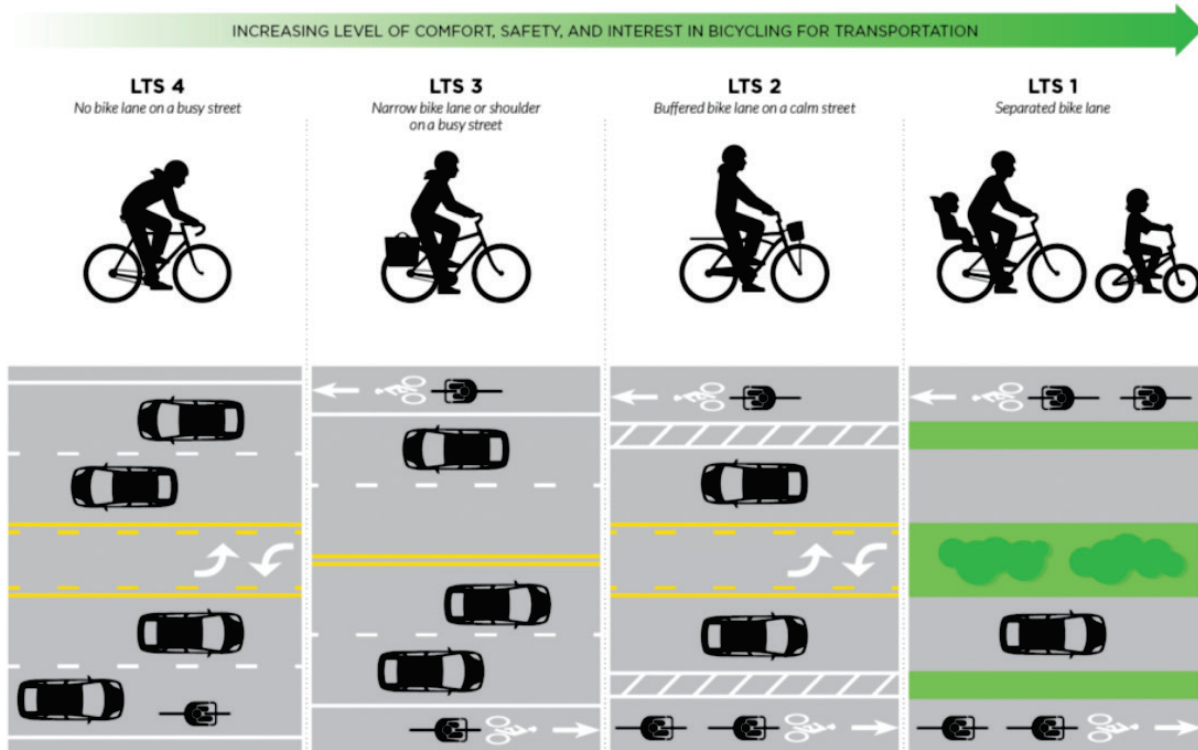 INCREASING LEVEL OF COMFORT, SAFETY, AND INTEREST IN BICYCLING FOR TRANSPORTATION
LTS 4
No bike lane on a busy street
LTS 3
Narrow bike lane or shoulder
on a busy street
LTS 2
Buffered bike lane on a calm street
LTS 1
Separated bike lane